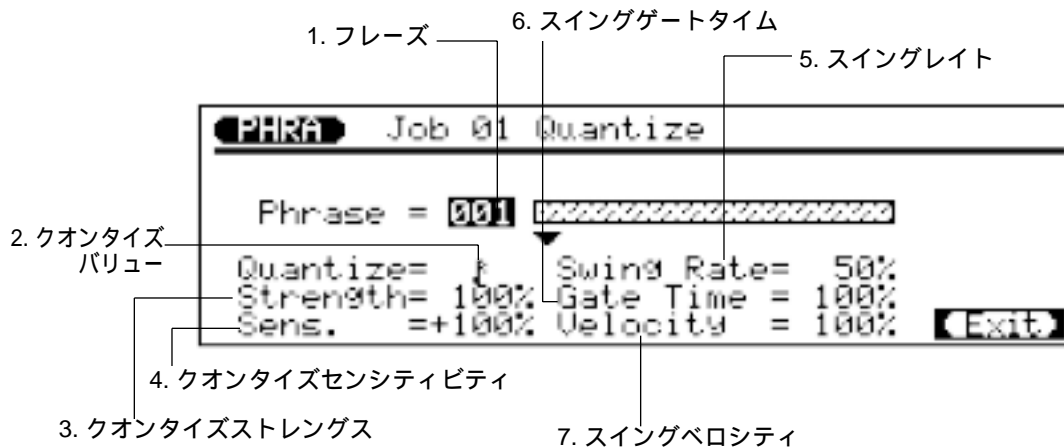 6. スイングゲートタイム
1. フレーズ
5. スイングレイト
PHRA Job 01 Quantize
Phrase = 001
2. クオンタイズ
バリュー
Quantize= Swing Rate= 50%
Strength= 100% Gate Time = 100%
Sens. =+100% Velocity = 100% Exit
4. クオンタイズセンシティビティ
3. クオンタイズストレングス
7. スイングベロシティ